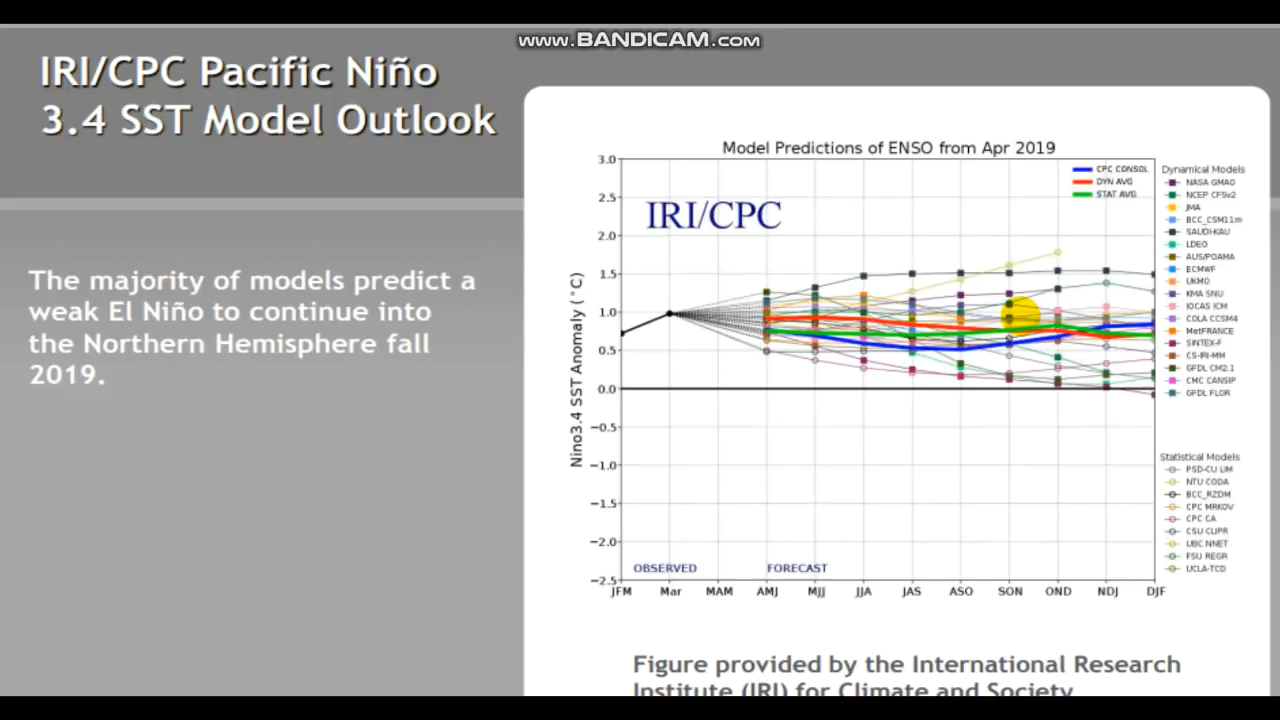 www.BANDICAM.com
IRI/CPC Pacific Niño
3.4 SST Model Outlook
The majority of models predict a
weak El Niño to continue into
the Northern Hemisphere fall
2019.
Model Predictions of ENSO from Apr 2019
IRI/CPC
CPC CONSOL
DYN AVG
STAT AVG
Nino3.4 SST Anomaly (°C)
3.0
2.5
2.0
1.5
1.0
0.5
0.0
−0.5
−1.0
−1.5
−2.0
−2.5
OBSERVED
FORECAST
JFM Mar MAM AMJ MJJ JJA JAS ASO SON OND NDJ DJF
Dynamical Models
NASA GMAO
NCEP CFSv2
JMA
BCC_CSM11m
SAUDI-KAU
LDEO
AUS/POAMA
ECMWF
UKMO
KMA SNU
IOCAS ICM
COLA CCSM4
MetFRANCE
SINTEX-F
CS-IRI-MM
GFDL CM2.1
CMC CANSIP
GFDL FLOR
Statistical Models
PSD-CU LIM
NTU CODA
BCC_RZDM
CPC MRKOV
CPC CA
CSU CLIPR
UBC NNET
FSU REGR
UCLA-TCD
Figure provided by the International Research
Institute (IRI) for Climate and Society